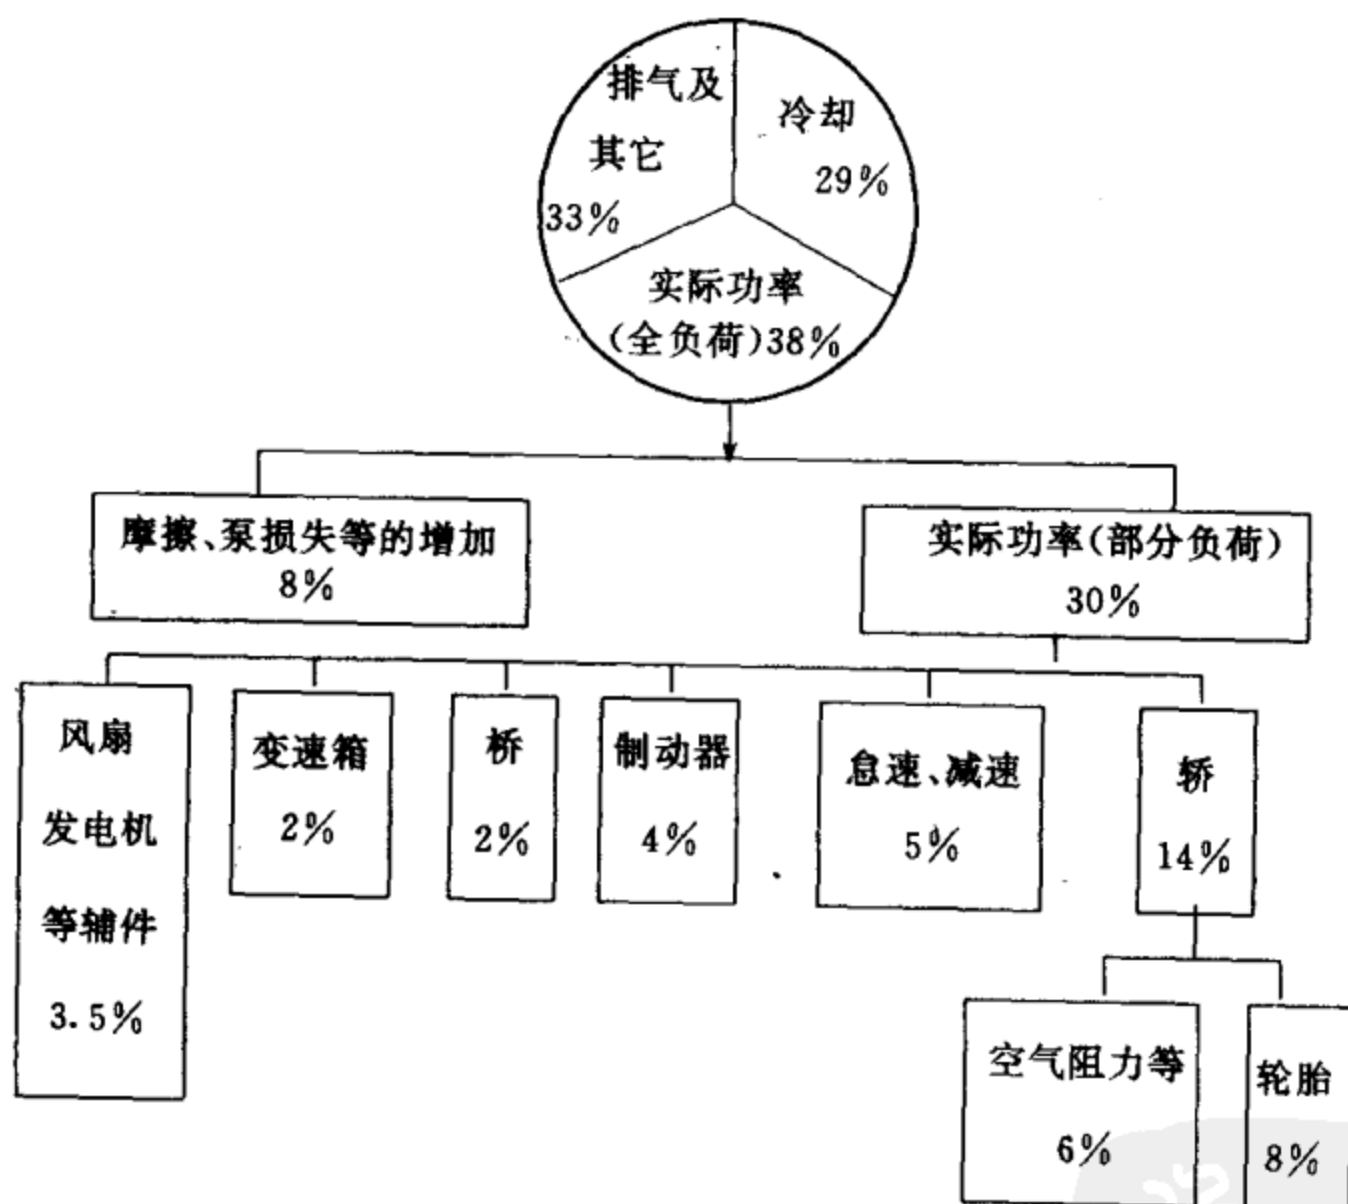 排气及
其它
33%
冷却
29%
实际功率
(全负荷)38%
摩擦、泵损失等的增加
8%
实际功率(部分负荷)
30%
风扇
发电机
等辅件
3.5%
变速箱
2%
桥
2%
制动器
4%
怠速、减速
5%
轿
14%
空气阻力等
6%
轮胎
8%